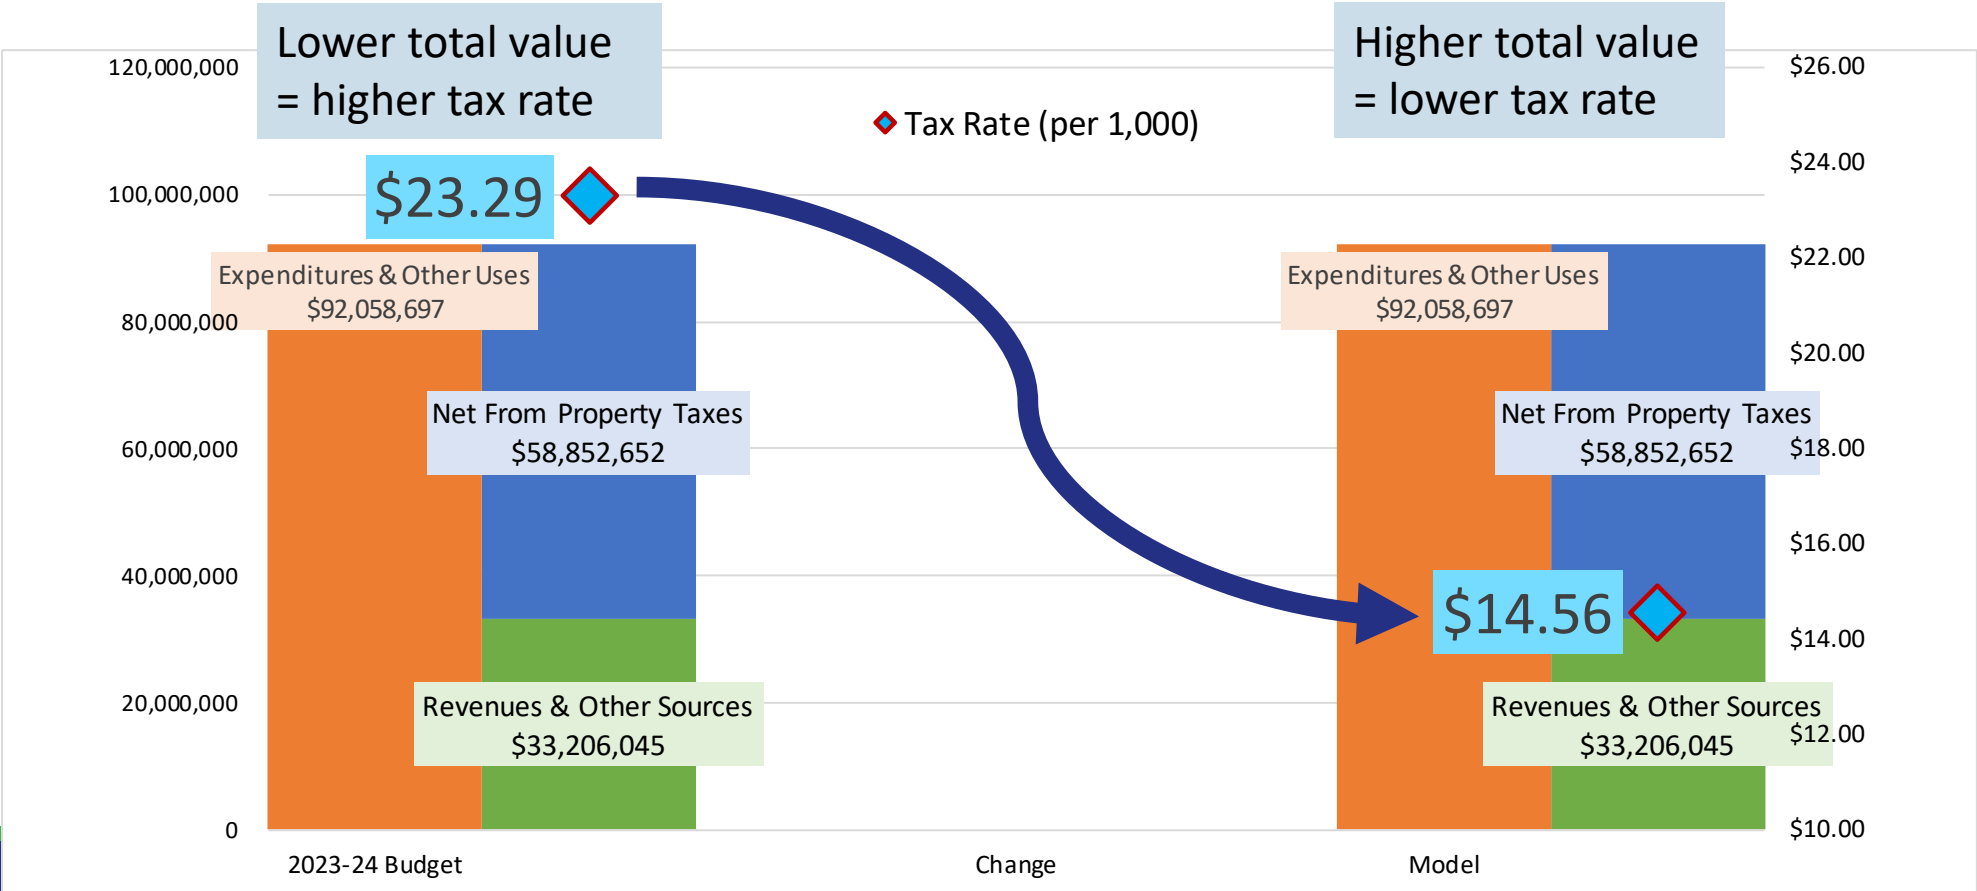 Lower total value
= higher tax rate
Higher total value
= lower tax rate
Tax Rate (per 1,000)
120,000,000
100,000,000
80,000,000
60,000,000
40,000,000
20,000,000
0
$26.00
$24.00
$22.00
$20.00
$18.00
$16.00
$14.00
$12.00
$10.00
$23.29
Expenditures & Other Uses
$92,058,697
Net From Property Taxes
$58,852,652
Revenues & Other Sources
$33,206,045
Expenditures & Other Uses
$92,058,697
Net From Property Taxes
$58,852,652
$14.56
Revenues & Other Sources
$33,206,045
2023-24 Budget
Change
Model